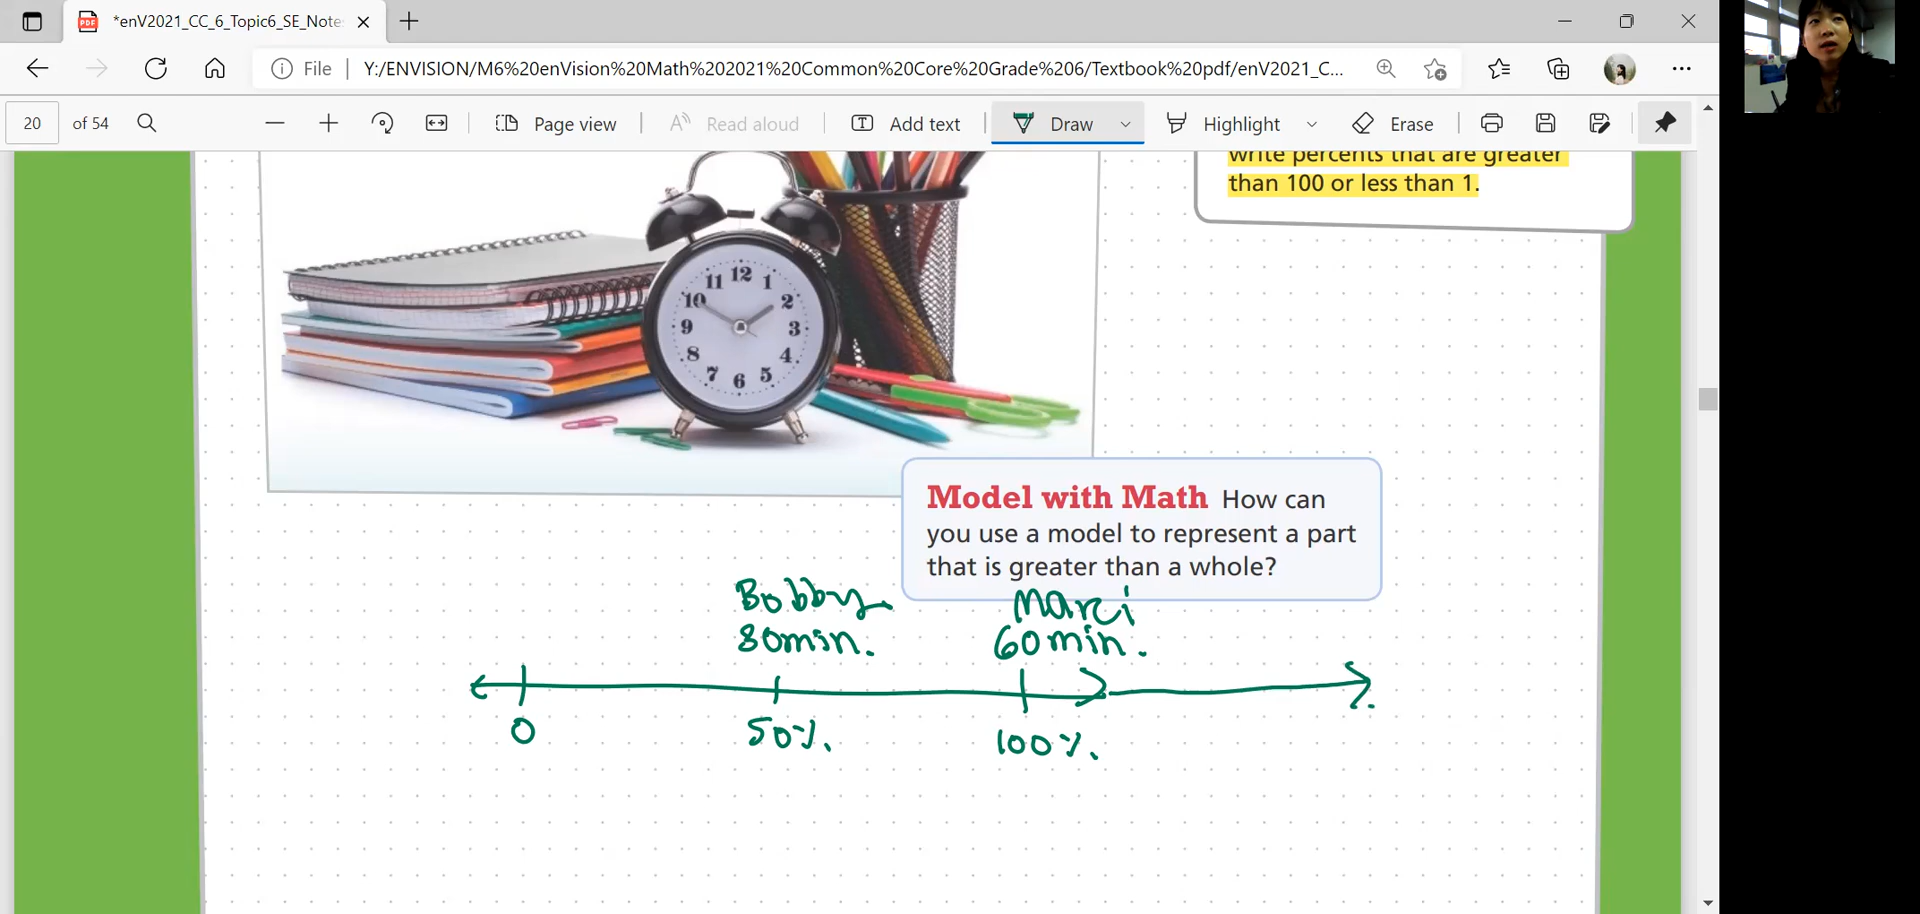 *enV2021_CC_6_Topic6_SE_Note
File
Y:/ENVISION/M6%20enVision%20Math%202021%20Common%20Core%20Grade%206/Textbook%20pdf/enV2021_C...
20 of 54
Page view
Read aloud
Add text
Draw
Highlight
Erase
write percents that are greater
than 100 or less than 1.
12
11 1
10 2
9 3
8 4
7 5
6
Model with Math How can
you use a model to represent a part
that is greater than a whole?
Bobby
30min.
Marci
60min.
0
50%.
100%.